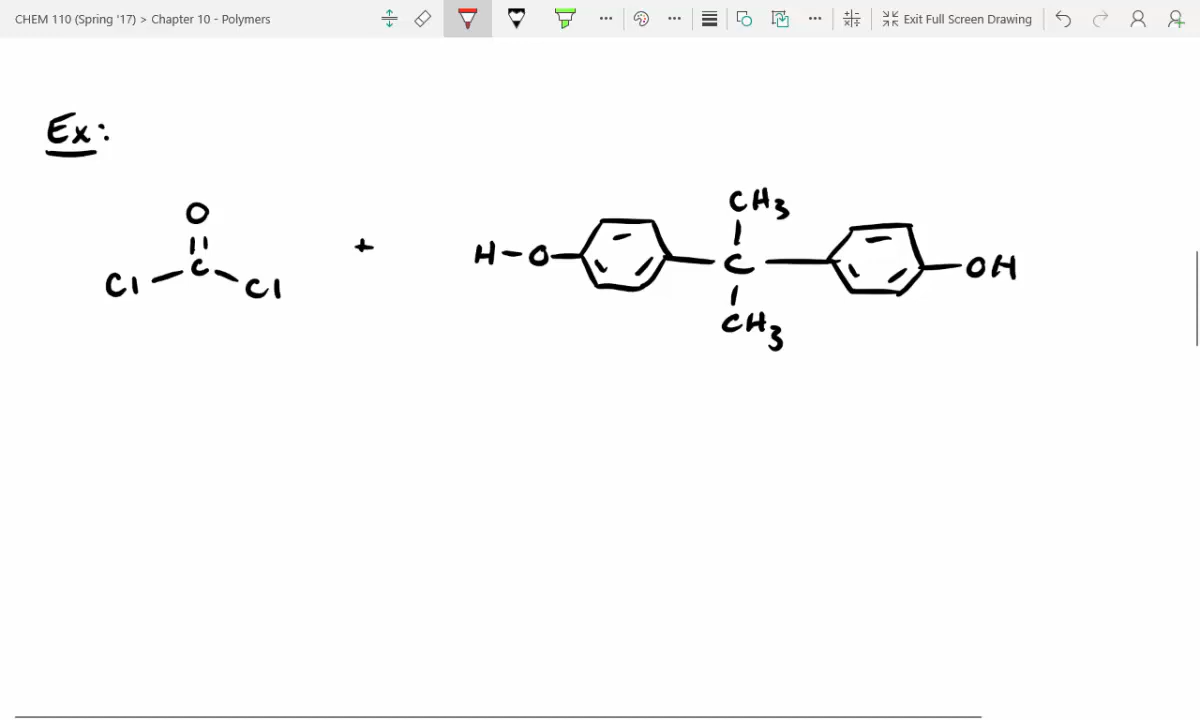 CHEM 110 (Spring '17) > Chapter 10 - Polymers
Exit Full Screen Drawing
Ex:
O
Cl C Cl
+
CH3
H-O C OH
CH3